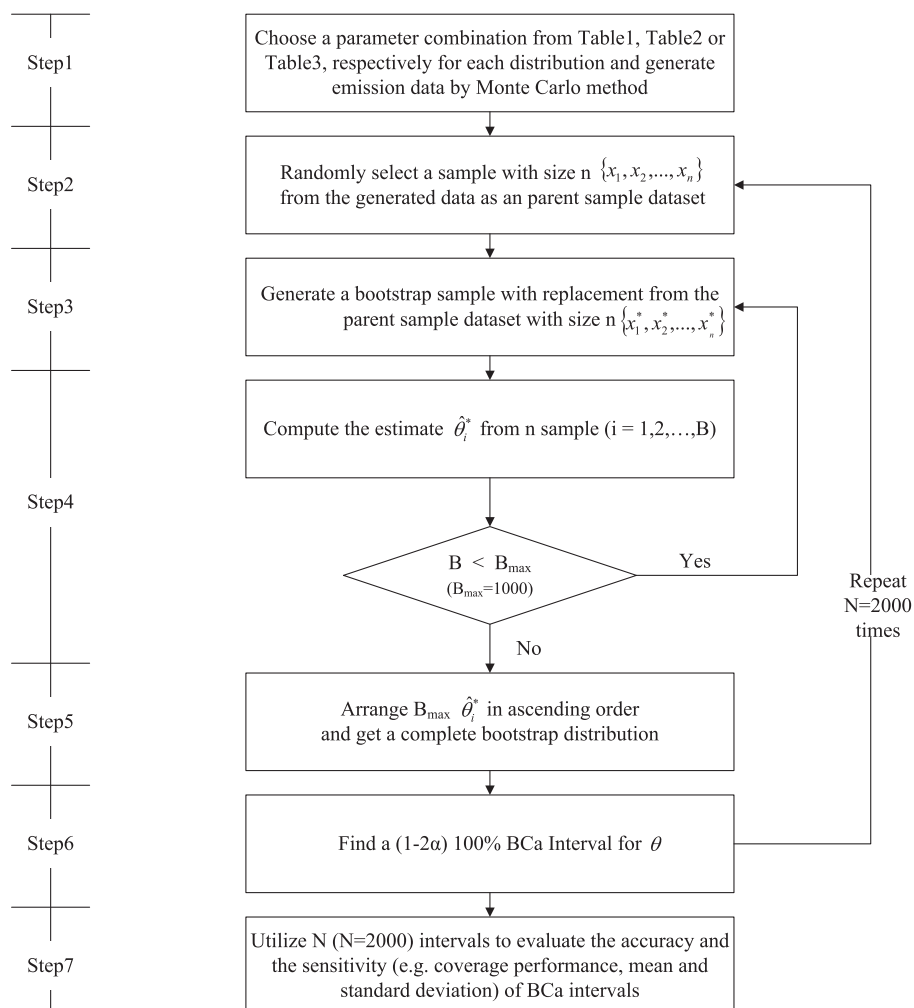 Step1
Choose a parameter combination from Table1, Table2 or
Table3, respectively for each distribution and generate
emission data by Monte Carlo method
Step2
Randomly select a sample with size n {x₁, x₂,..., xₙ}
from the generated data as an parent sample dataset
Step3
Generate a bootstrap sample with replacement from the
parent sample dataset with size n {x₁*, x₂*,..., xₙ*}
Step4
Compute the estimate θ̂ᵢ* from n sample (i = 1,2,…,B)
B < Bmax
(Bmax=1000)
Yes
No
Repeat
N=2000
times
Step5
Arrange Bmax θ̂ᵢ* in ascending order
and get a complete bootstrap distribution
Step6
Find a (1-2α) 100% BCa Interval for θ
Step7
Utilize N (N=2000) intervals to evaluate the accuracy and
the sensitivity (e.g. coverage performance, mean and
standard deviation) of BCa intervals